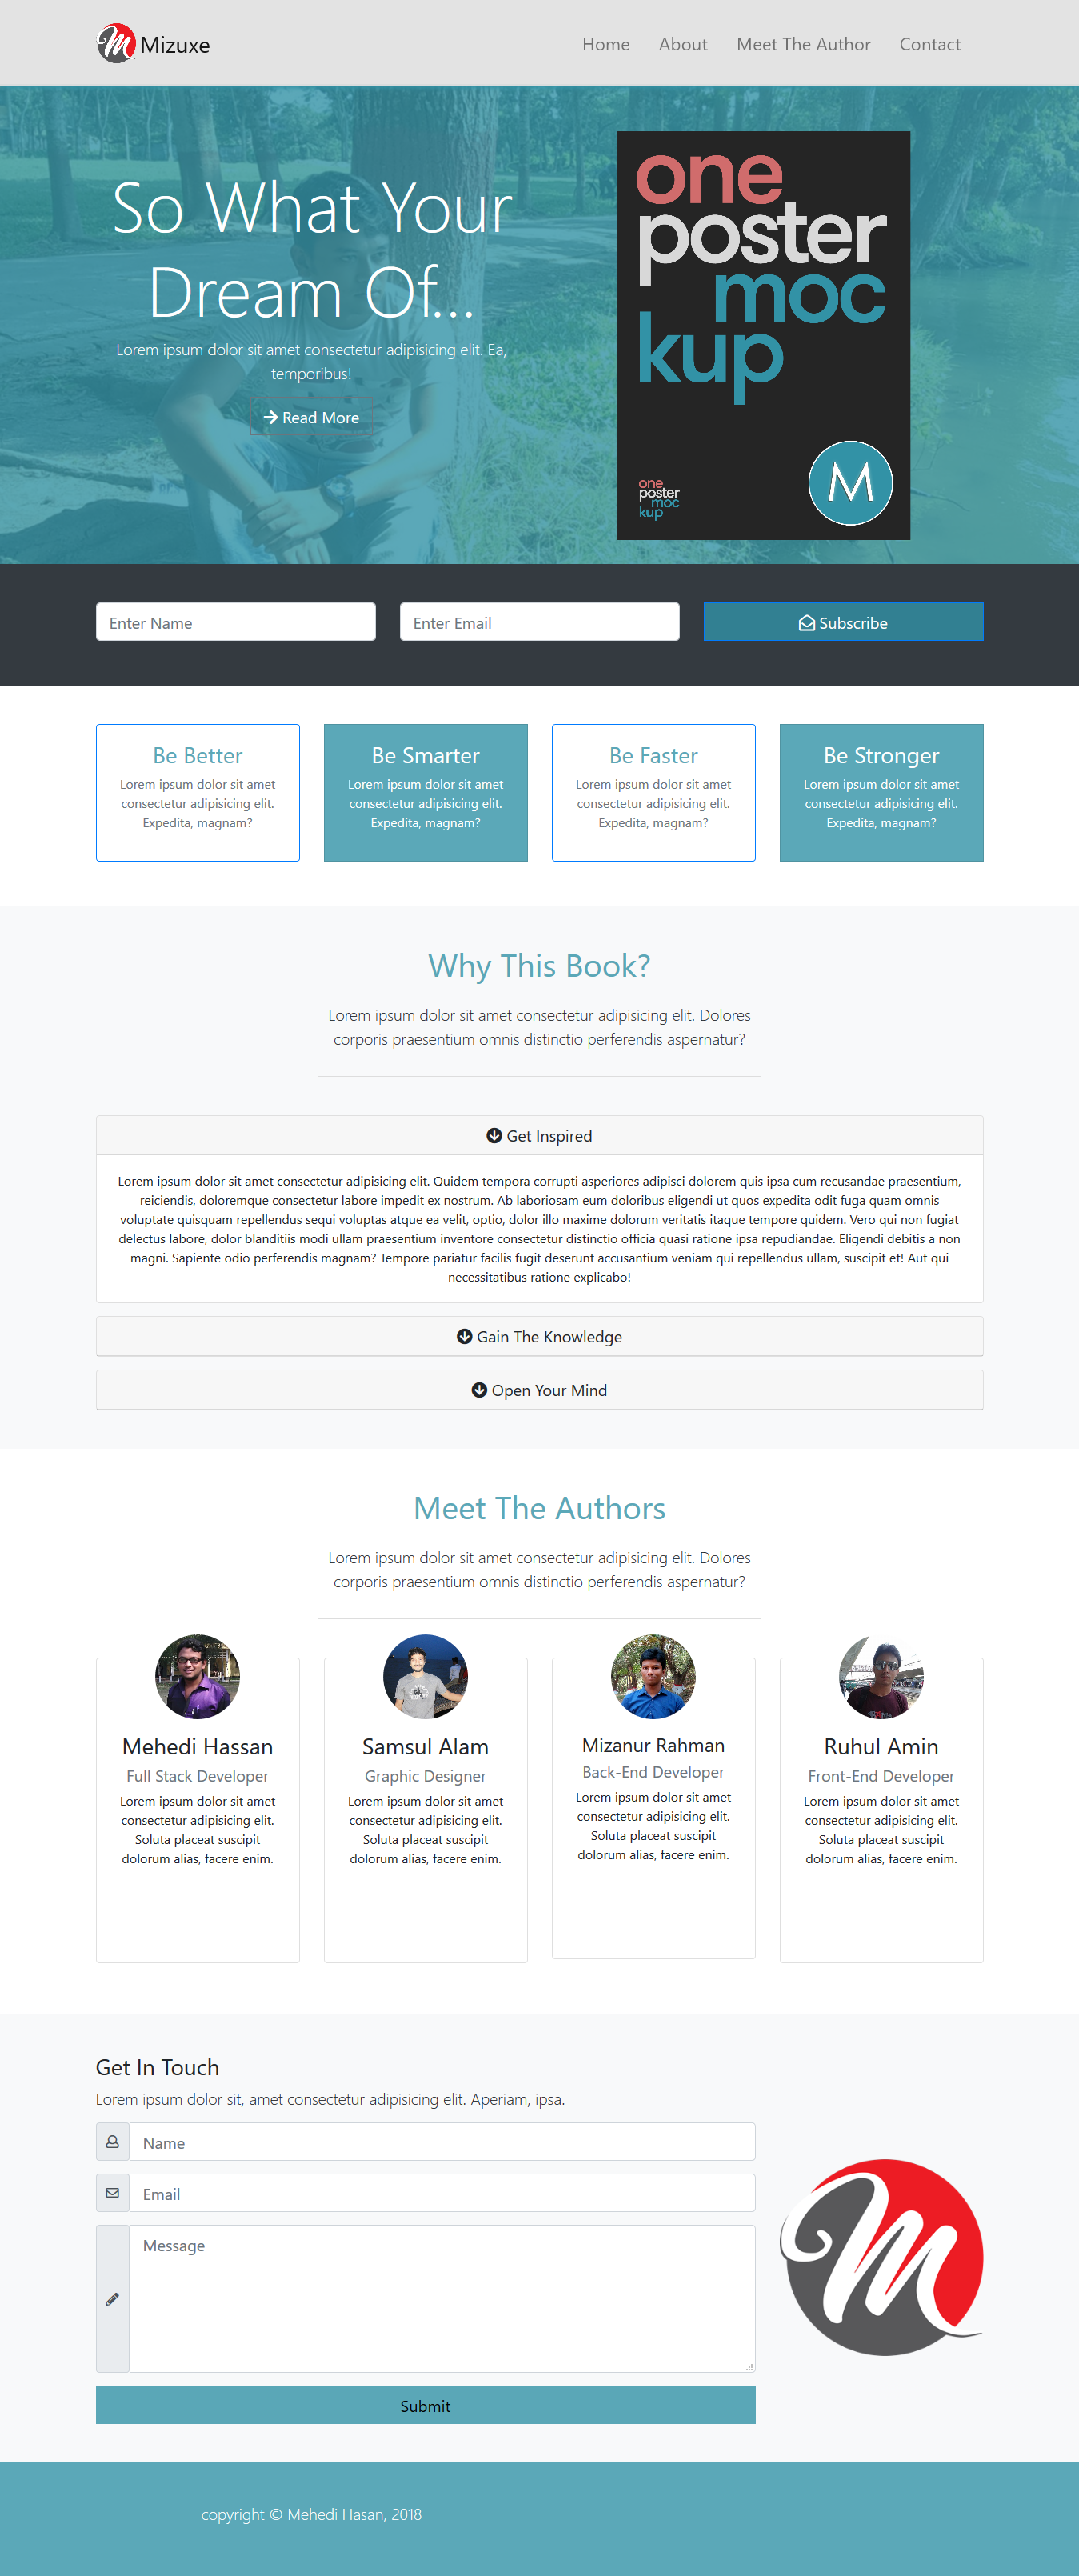 Mizuxe
Home About Meet The Author Contact
So What Your
Dream Of...
Lorem ipsum dolor sit amet consectetur adipisicing elit. Ea,
temporibus!
Read More
one
poster
moc
kup
one
poster
moc
kup
M
Enter Name
Enter Email
Subscribe
Be Better
Lorem ipsum dolor sit amet
consectetur adipisicing elit.
Expedita, magnam?
Be Smarter
Lorem ipsum dolor sit amet
consectetur adipisicing elit.
Expedita, magnam?
Be Faster
Lorem ipsum dolor sit amet
consectetur adipisicing elit.
Expedita, magnam?
Be Stronger
Lorem ipsum dolor sit amet
consectetur adipisicing elit.
Expedita, magnam?
Why This Book?
Lorem ipsum dolor sit amet consectetur adipisicing elit. Dolores
corporis praesentium omnis distinctio perferendis aspernatur?
Get Inspired
Lorem ipsum dolor sit amet consectetur adipisicing elit. Quidem tempora corrupti asperiores adipisci dolorem quis ipsa cum recusandae praesentium,
reiciendis, doloremque consectetur labore impedit ex nostrum. Ab laboriosam eum doloribus eligendi ut quos expedita odit fuga quam omnis
voluptate quisquam repellendus sequi voluptas atque ea velit, optio, dolor illo maxime dolorum veritatis itaque tempore quidem. Vero qui non fugiat
delectus labore, dolor blanditiis modi ullam praesentium inventore consectetur distinctio officia quasi ratione ipsa repudiandae. Eligendi debitis a non
magni. Sapiente odio perferendis magnam? Tempore pariatur facilis fugit deserunt accusantium veniam qui repellendus ullam, suscipit et! Aut qui
necessitatibus ratione explicabo!
Gain The Knowledge
Open Your Mind
Meet The Authors
Lorem ipsum dolor sit amet consectetur adipisicing elit. Dolores
corporis praesentium omnis distinctio perferendis aspernatur?
Mehedi Hassan
Full Stack Developer
Lorem ipsum dolor sit amet
consectetur adipisicing elit.
Soluta placeat suscipit
dolorum alias, facere enim.
Samsul Alam
Graphic Designer
Lorem ipsum dolor sit amet
consectetur adipisicing elit.
Soluta placeat suscipit
dolorum alias, facere enim.
Mizanur Rahman
Back-End Developer
Lorem ipsum dolor sit amet
consectetur adipisicing elit.
Soluta placeat suscipit
dolorum alias, facere enim.
Ruhul Amin
Front-End Developer
Lorem ipsum dolor sit amet
consectetur adipisicing elit.
Soluta placeat suscipit
dolorum alias, facere enim.
Get In Touch
Lorem ipsum dolor sit, amet consectetur adipisicing elit. Aperiam, ipsa.
Name
Email
Message
Submit
M
copyright © Mehedi Hasan, 2018